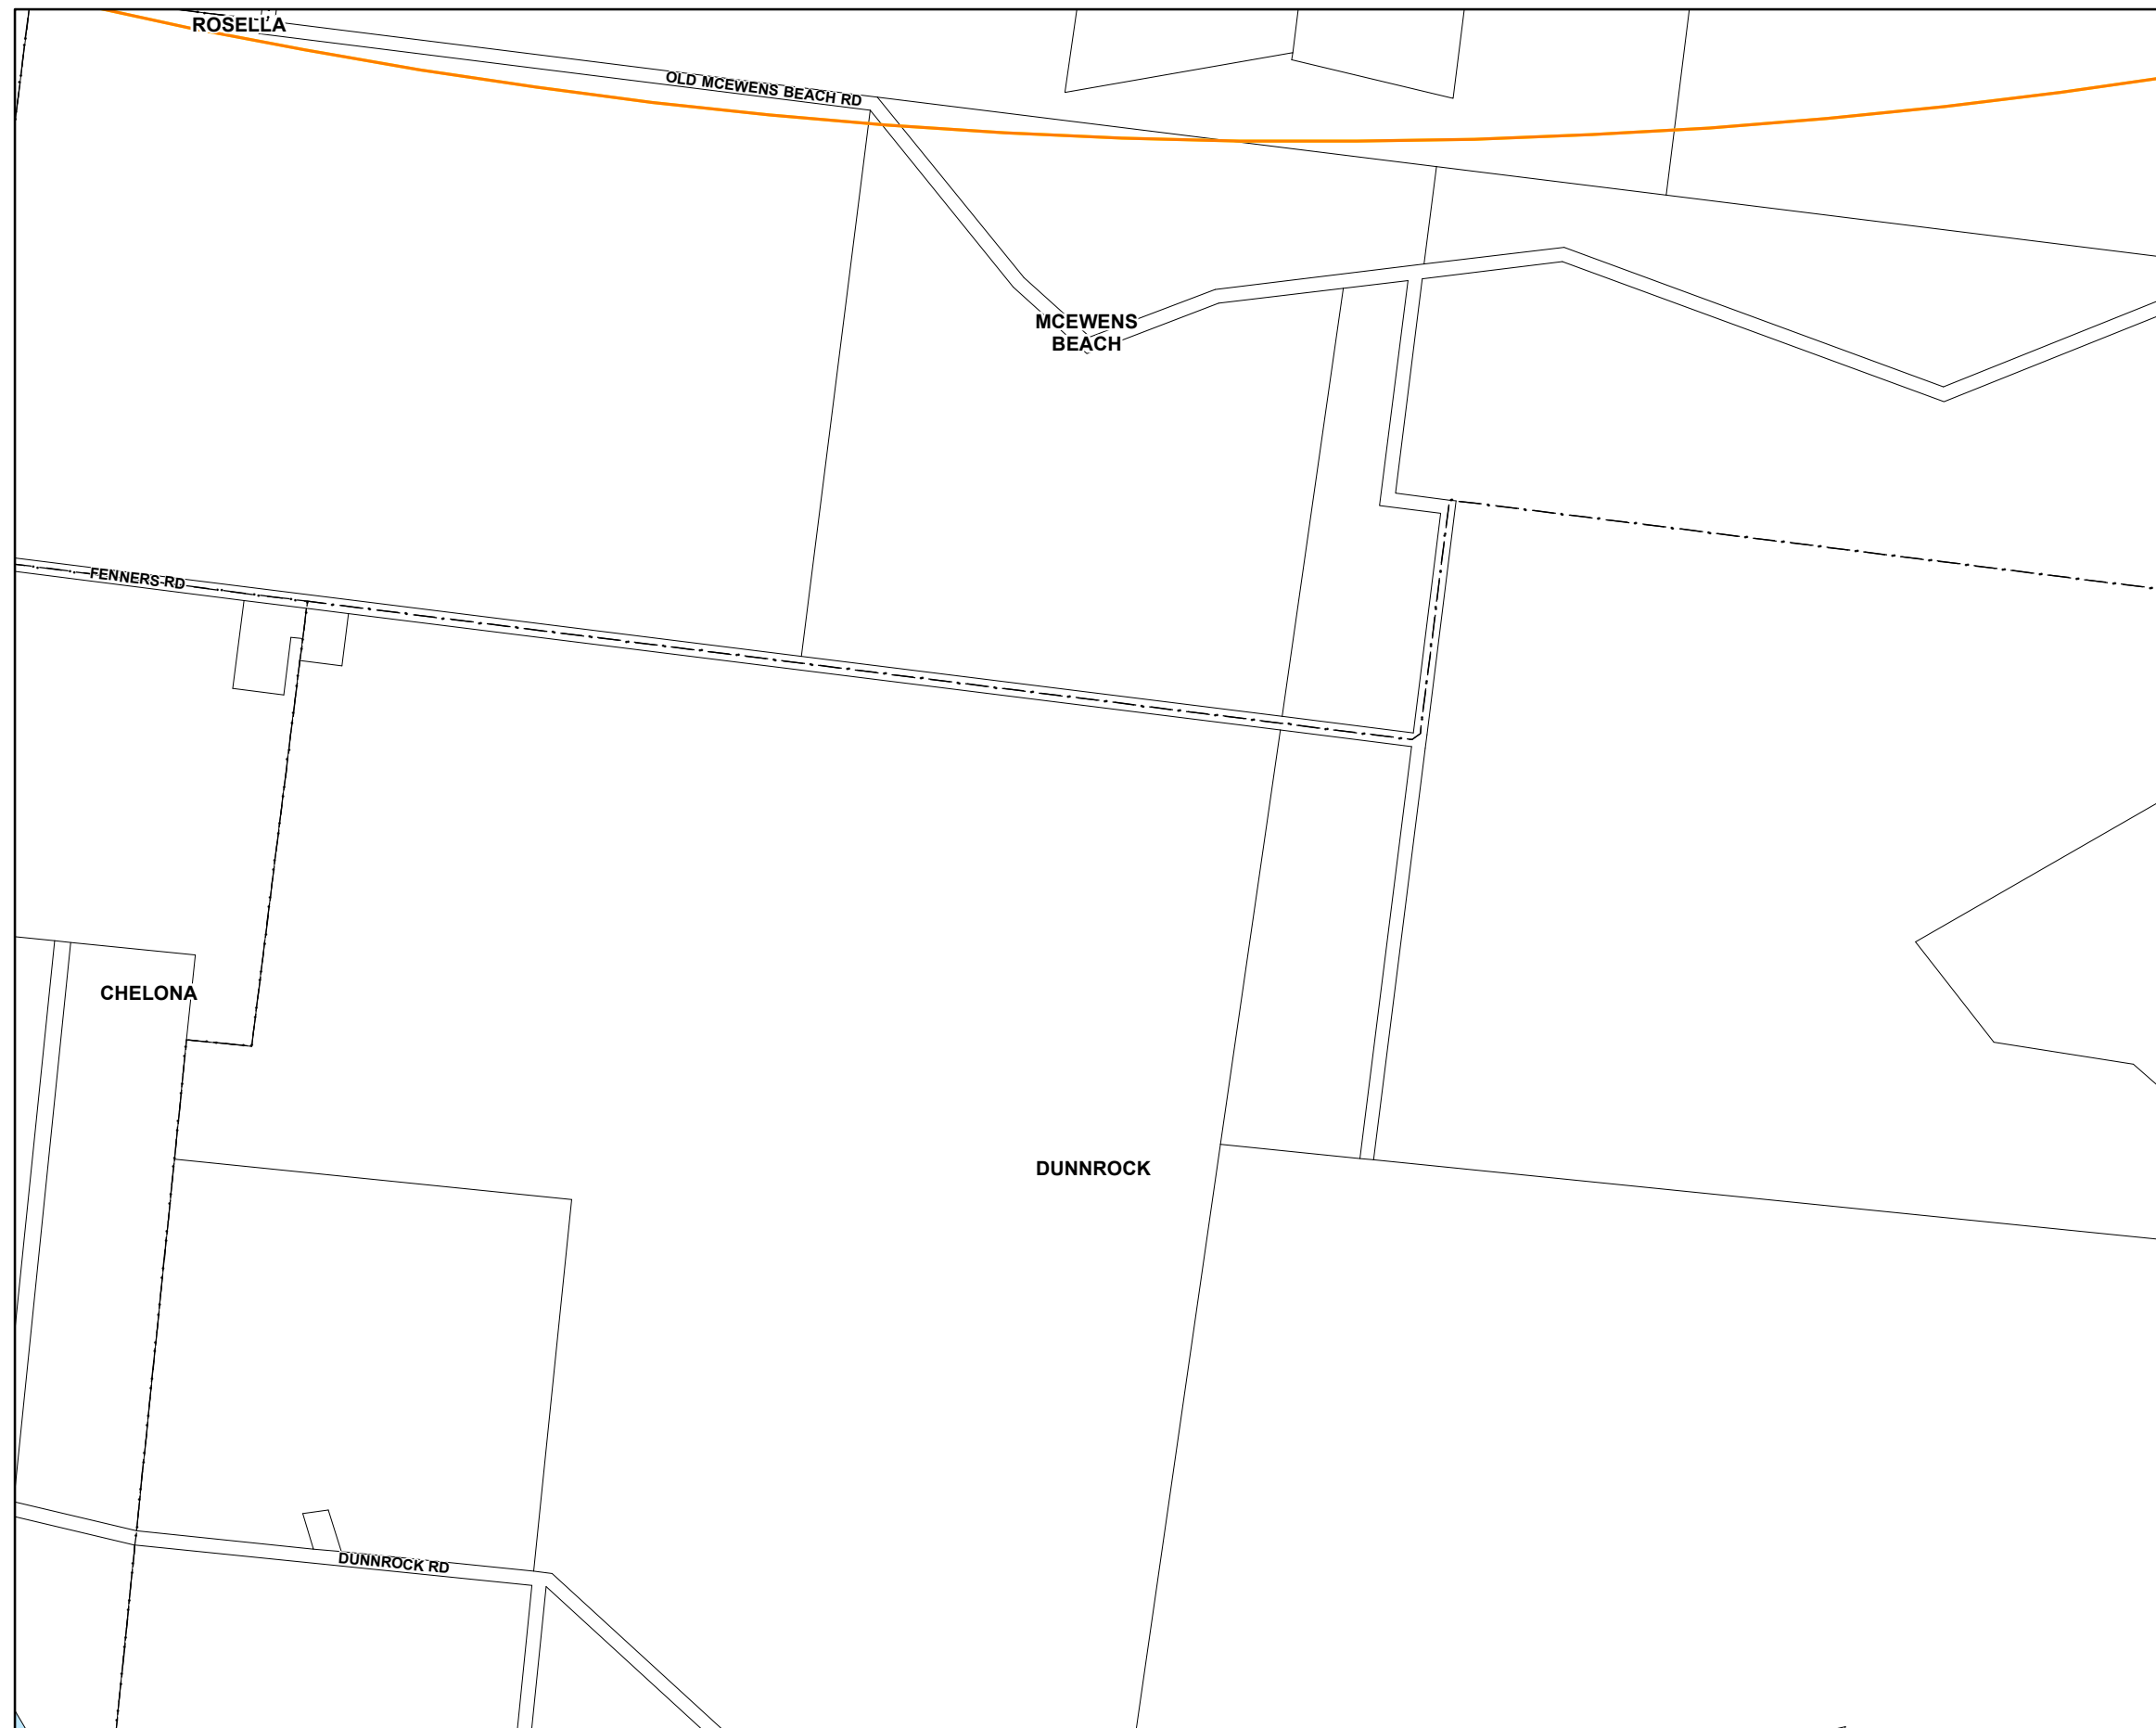 ROSELLA
OLD MCEWENS BEACH RD
MCEWENS
BEACH
FENNERS RD
CHELONA
DUNNROCK
DUNNROCK RD